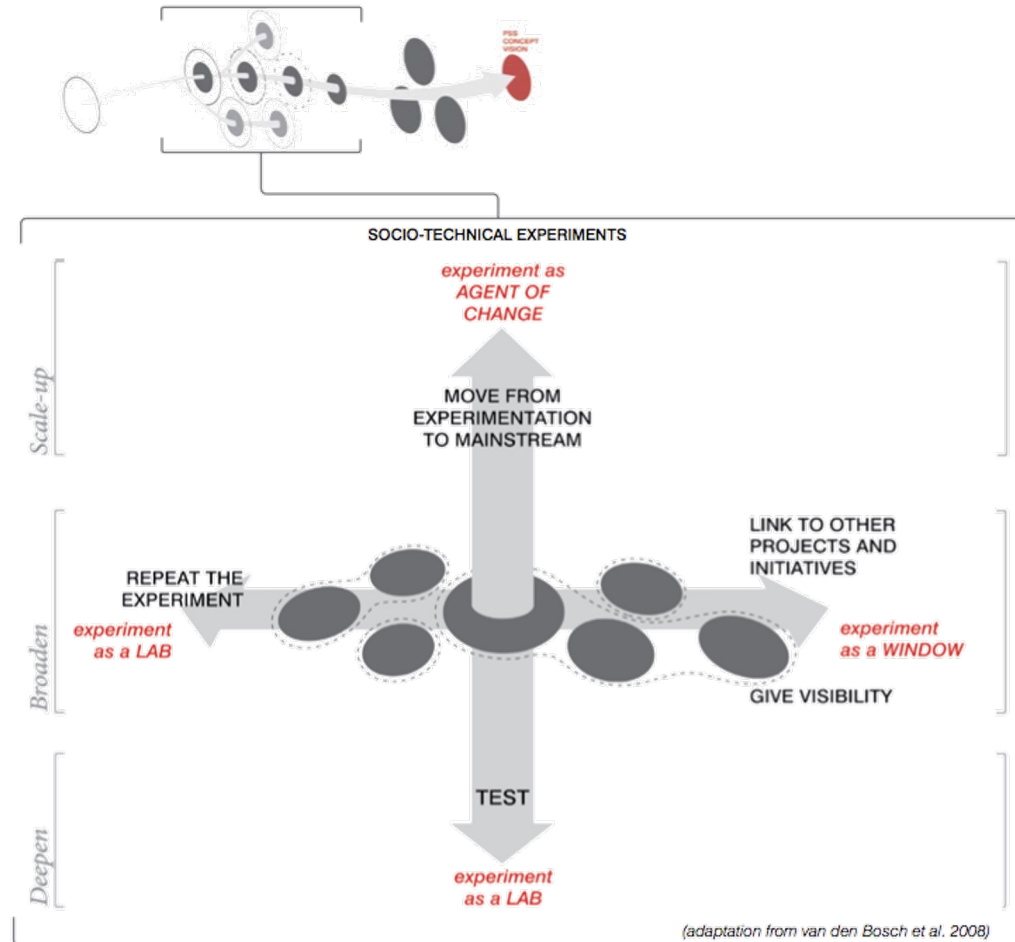 PSS
CONCEPT
VISION
SOCIO-TECHNICAL EXPERIMENTS
experiment as
AGENT OF
CHANGE
Scale-up
MOVE FROM
EXPERIMENTATION
TO MAINSTREAM
LINK TO OTHER
PROJECTS AND
INITIATIVES
REPEAT THE
EXPERIMENT
experiment
as a LAB
Broaden
experiment
as a WINDOW
GIVE VISIBILITY
Deepen
TEST
experiment
as a LAB
(adaptation from van den Bosch et al. 2008)